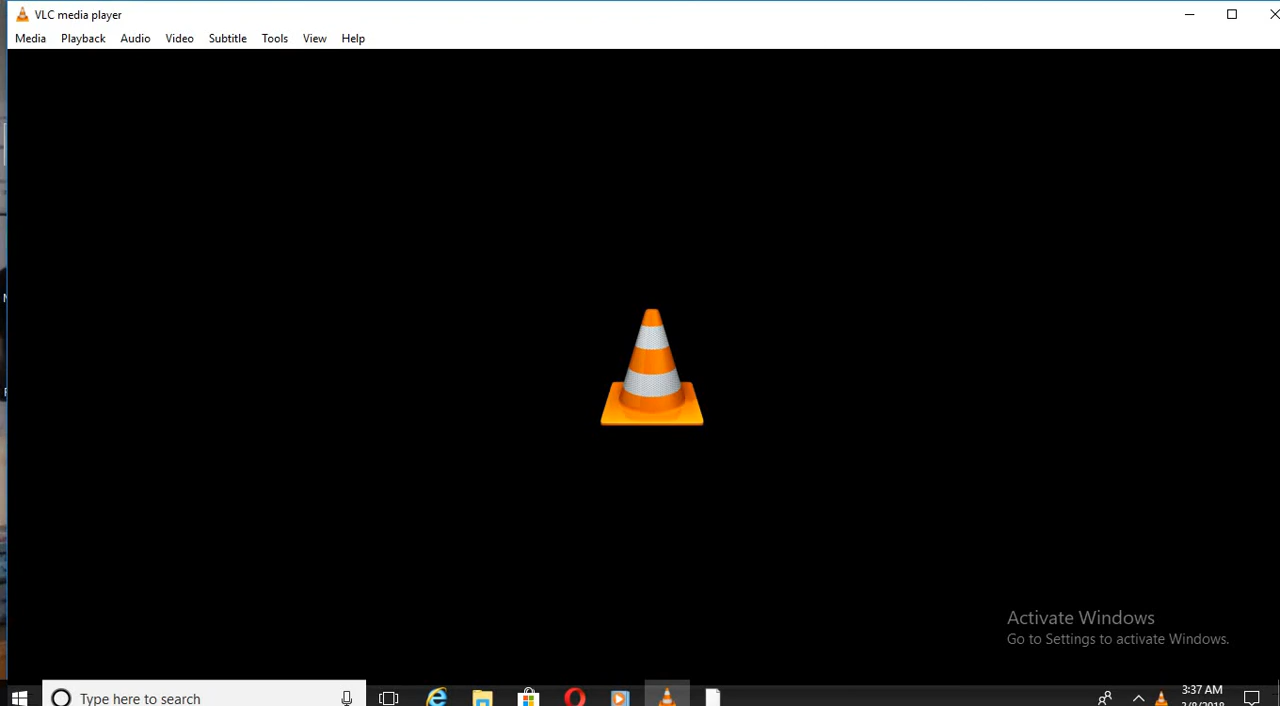 VLC media player
Media Playback Audio Video Subtitle Tools View Help
Activate Windows
Go to Settings to activate Windows.
Type here to search
3:37 AM